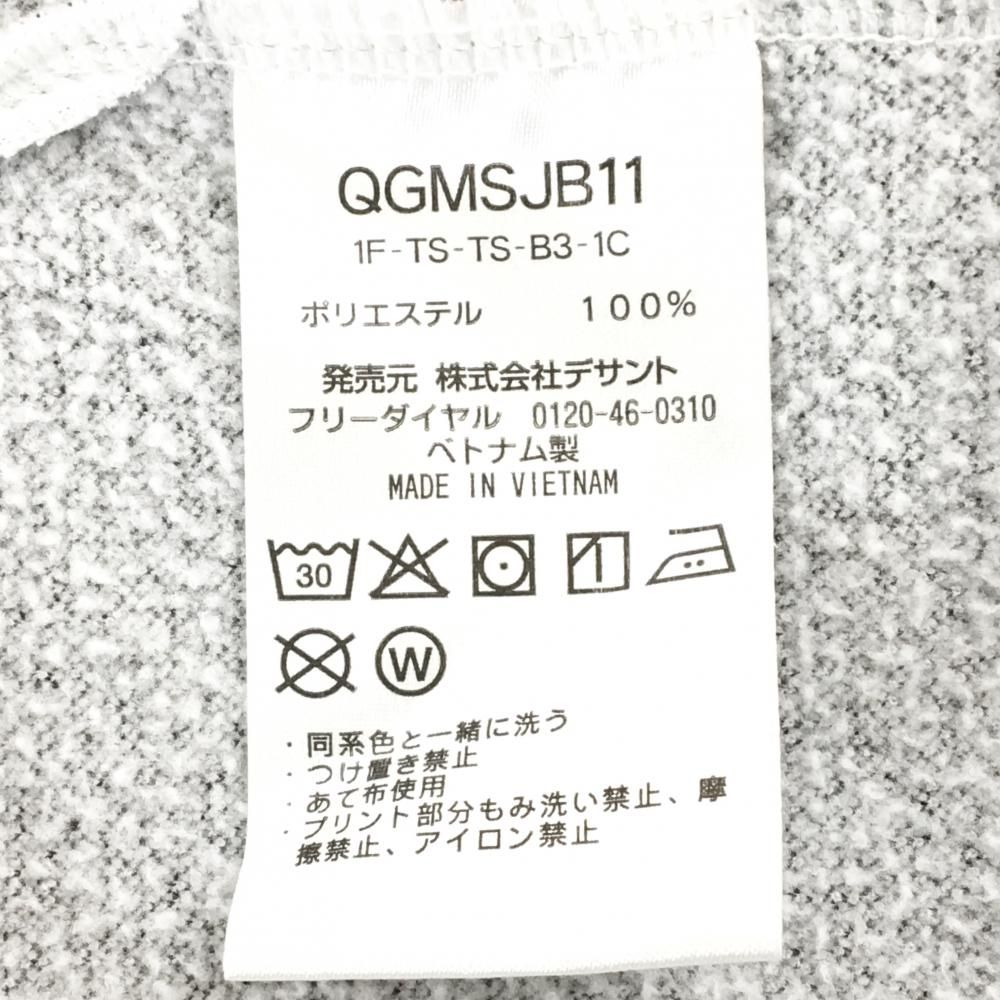 QGMSJB11
1F-TS-TS-B3-1C
ポリエステル 100%
発売元 株式会社デサント
フリーダイヤル 0120-46-0310
ベトナム製
MADE IN VIETNAM
30
W
・同系色と一緒に洗う
・つけ置き禁止
・あて布使用
・プリント部分もみ洗い禁止、摩
擦禁止、アイロン禁止